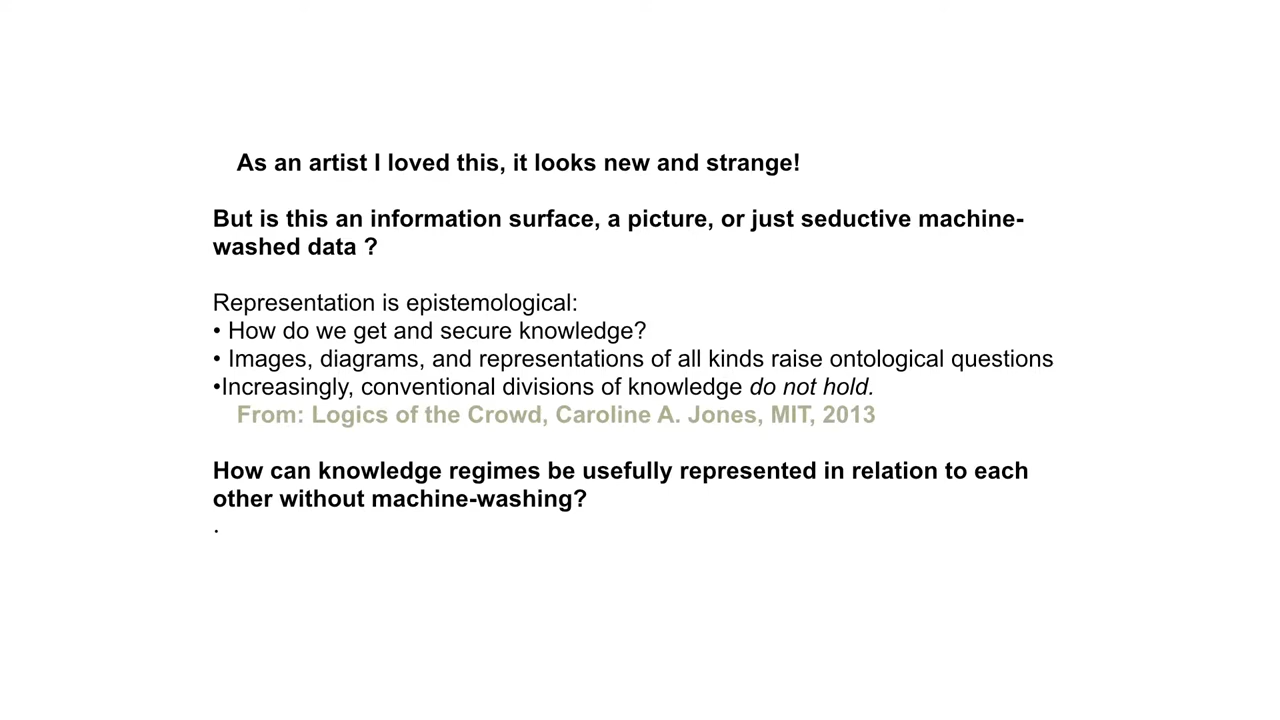 As an artist I loved this, it looks new and strange!
But is this an information surface, a picture, or just seductive machine-
washed data ?
Representation is epistemological:
• How do we get and secure knowledge?
• Images, diagrams, and representations of all kinds raise ontological questions
•Increasingly, conventional divisions of knowledge do not hold.
From: Logics of the Crowd, Caroline A. Jones, MIT, 2013
How can knowledge regimes be usefully represented in relation to each
other without machine-washing?
.